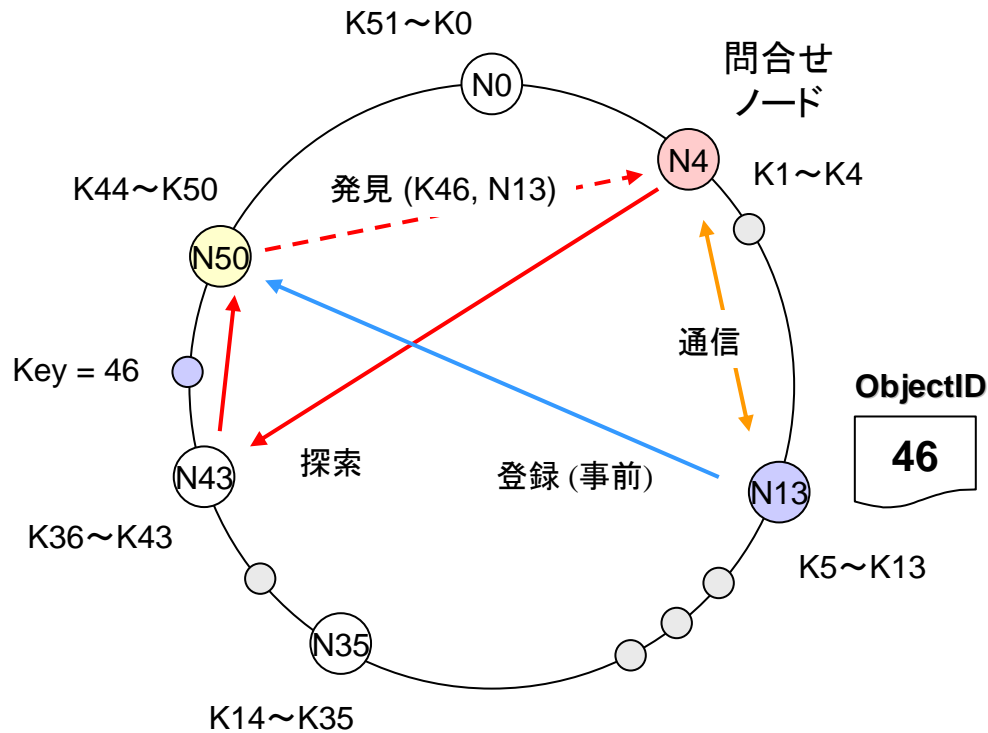 K51～K0
N0
問合せ
ノード
N4
K1～K4
K44～K50
発見 (K46, N13)
N50
通信
Key = 46
ObjectID
46
探索
登録 (事前)
N43
N13
K36～K43
K5～K13
N35
K14～K35